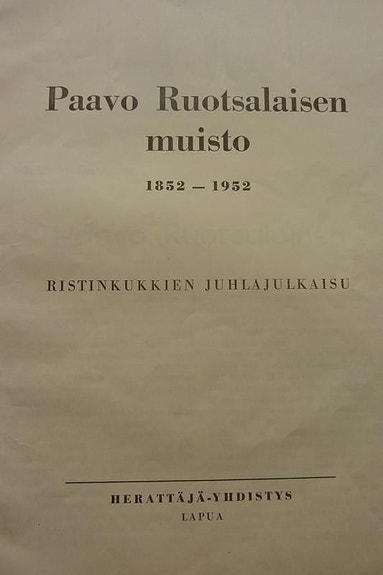 Paavo Ruotsalaisen
muisto
1852 — 1952
RISTINKUKKIEN JUHLAJULKAISU
HERÄTTÄJÄ-YHDISTYS
LAPUA